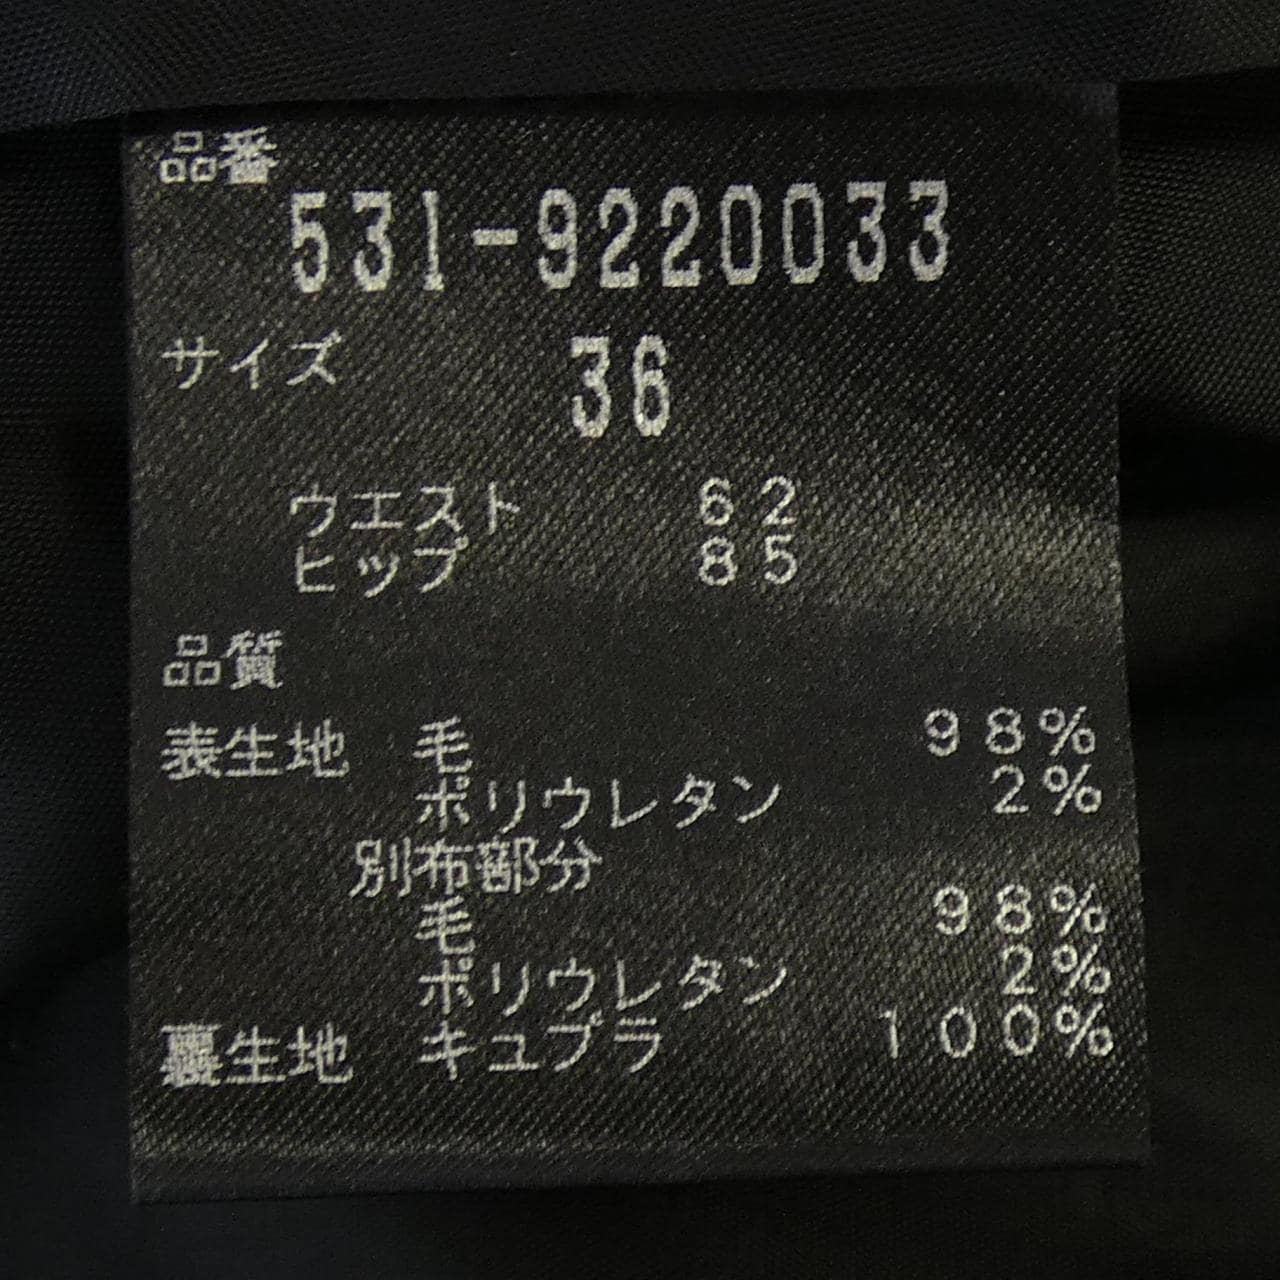 品番
531-9220033
サイズ 36
ウエスト 62
ヒップ 85
品質
表生地 毛 98%
ポリウレタン 2%
別布部分
毛 98%
ポリウレタン 2%
裏生地 キュプラ 100%